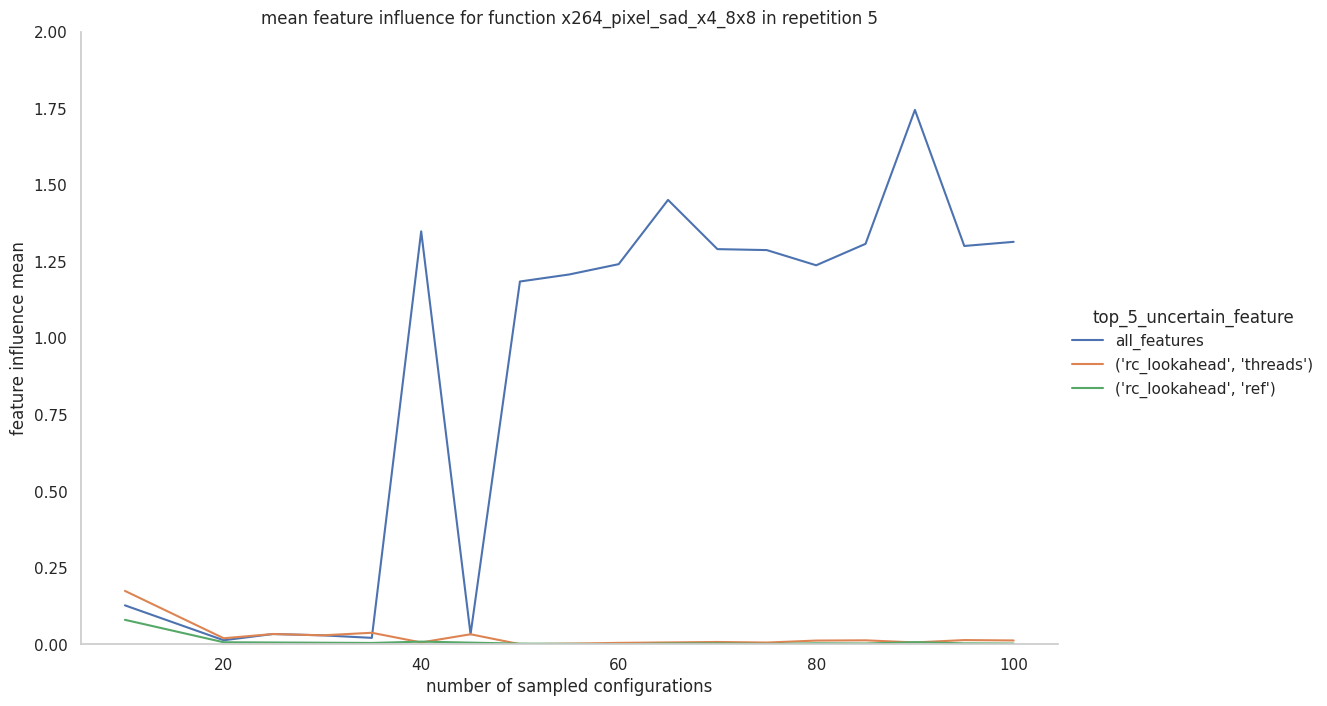 mean feature influence for function x264_pixel_sad_x4_8x8 in repetition 5
2.00
1.75
1.50
1.25
1.00
0.75
0.50
0.25
0.00
feature influence mean
20
40
60
80
100
number of sampled configurations
top_5_uncertain_feature
all_features
('rc_lookahead', 'threads')
('rc_lookahead', 'ref')